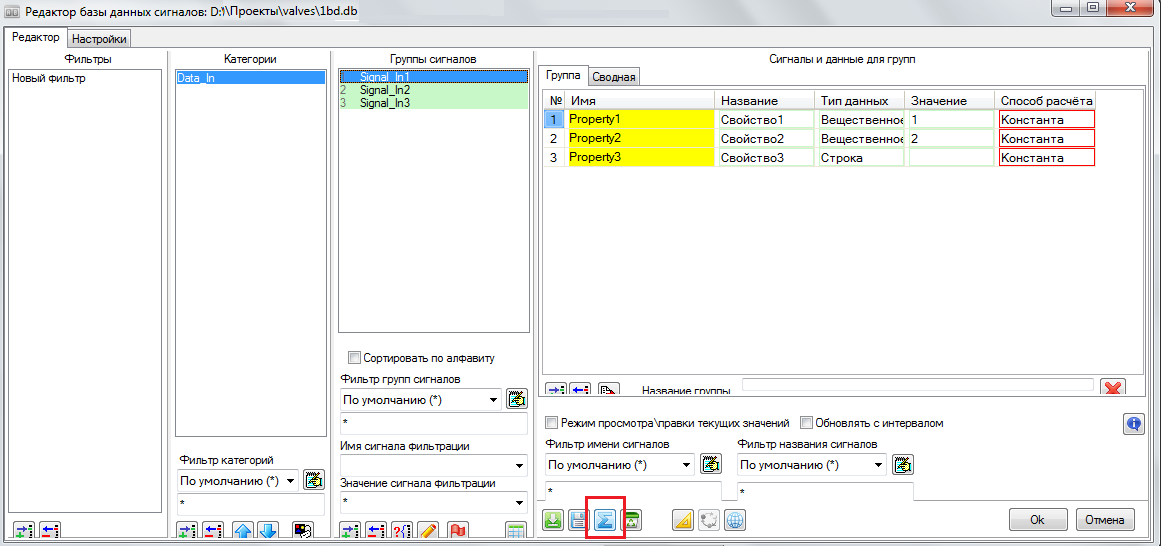 Редактор базы данных сигналов: D:\\Проекты\valves\1bd.db
Редактор Настройки
Фильтры
Новый фильтр
Категории
Data_In
Фильтр категорий
По умолчанию (*)
*
Группы сигналов
Signal_In1
2 Signal_In2
3 Signal_In3
Сортировать по алфавиту
Фильтр групп сигналов
По умолчанию (*)
*
Имя сигнала фильтрации
Значение сигнала фильтрации
*
Сигналы и данные для групп
Группа Сводная
№ Имя Название Тип данных Значение Способ расчёта
1 Property1 Свойство1 Вещественное 1 Константа
2 Property2 Свойство2 Вещественное 2 Константа
3 Property3 Свойство3 Строка Константа
Название группы
Режим просмотра\правки текущих значений Обновлять с интервалом
Фильтр имени сигналов Фильтр названия сигналов
По умолчанию (*) По умолчанию (*)
* *
Ok Отмена